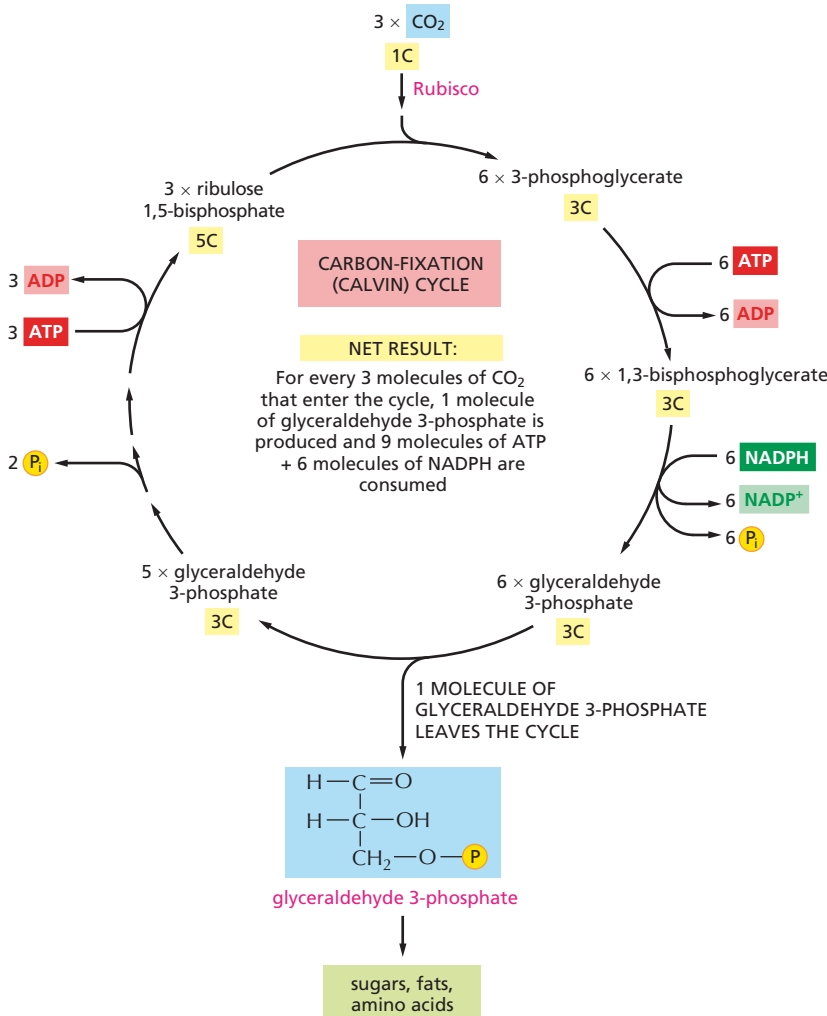 3 × CO₂
1C
Rubisco
6 × 3-phosphoglycerate
3C
6 ATP
6 ADP
6 × 1,3-bisphosphoglycerate
3C
6 NADPH
6 NADP⁺
6 Pᵢ
6 × glyceraldehyde
3-phosphate
3C
1 MOLECULE OF
GLYCERALDEHYDE 3-PHOSPHATE
LEAVES THE CYCLE
5 × glyceraldehyde
3-phosphate
3C
2 Pᵢ
3 ATP
3 ADP
3 × ribulose
1,5-bisphosphate
5C
CARBON-FIXATION
(CALVIN) CYCLE
NET RESULT:
For every 3 molecules of CO₂
that enter the cycle, 1 molecule
of glyceraldehyde 3-phosphate is
produced and 9 molecules of ATP
+ 6 molecules of NADPH are
consumed
H—C=O
H—C—OH
CH₂—O—P
glyceraldehyde 3-phosphate
sugars, fats,
amino acids